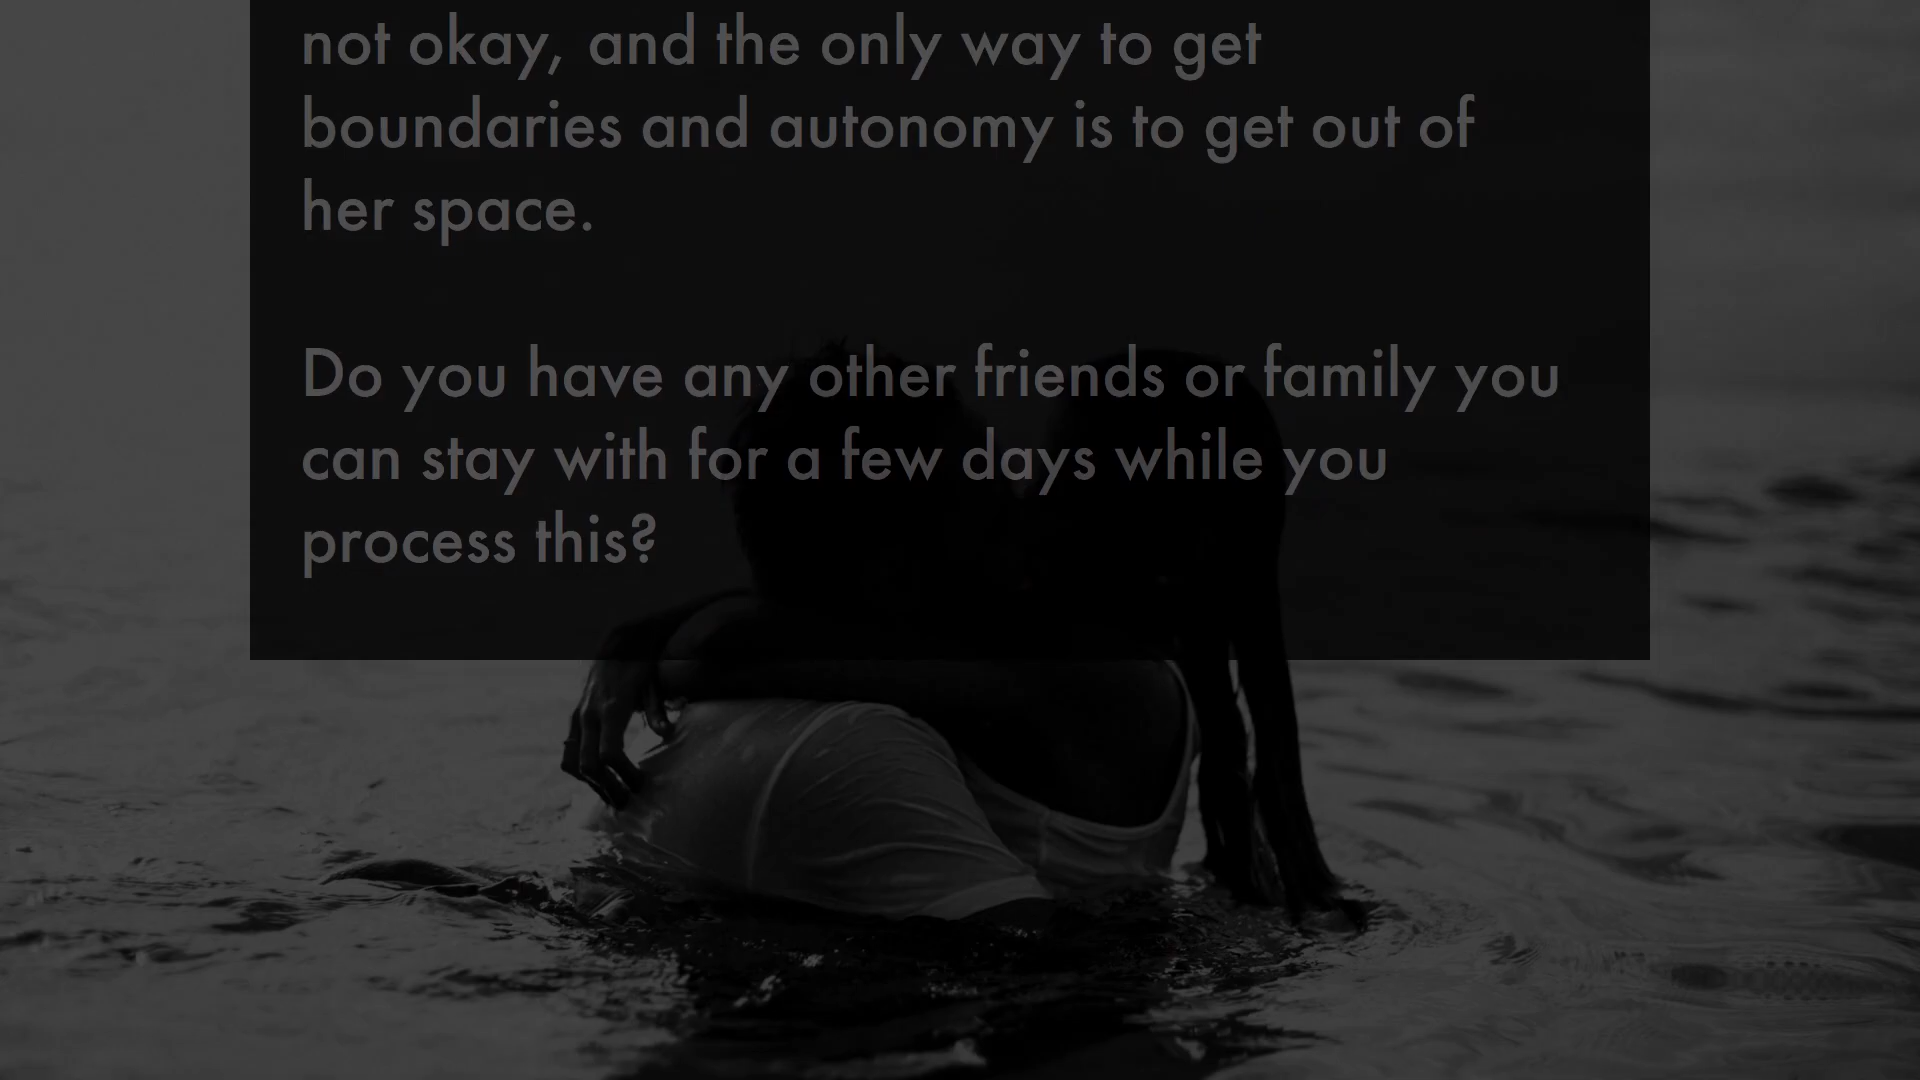 not okay, and the only way to get
boundaries and autonomy is to get out of
her space.
Do you have any other friends or family you
can stay with for a few days while you
process this?